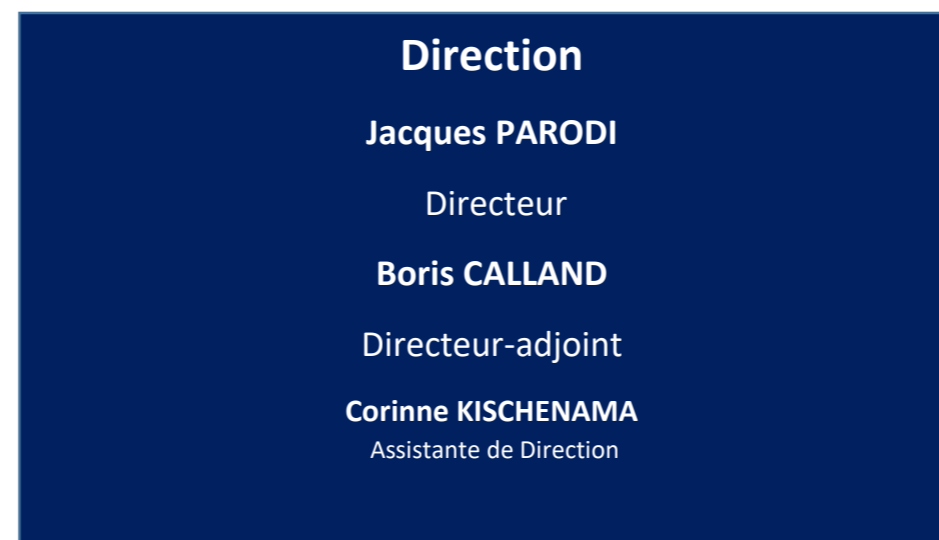 Direction
Jacques PARODI
Directeur
Boris CALLAND
Directeur-adjoint
Corinne KISCHENAMA
Assistante de Direction